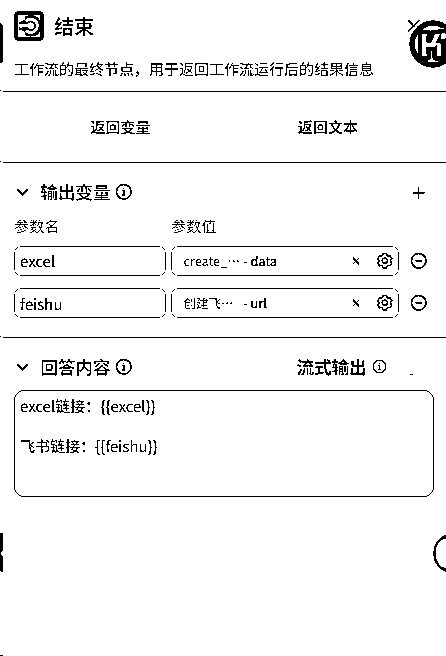 结束
工作流的最终节点，用于返回工作流运行后的结果信息
返回变量 返回文本
输出变量
参数名 参数值
excel create_··· - data
feishu 创建飞··· - url
回答内容 流式输出
excel链接：{{excel}}
飞书链接：{{feishu}}